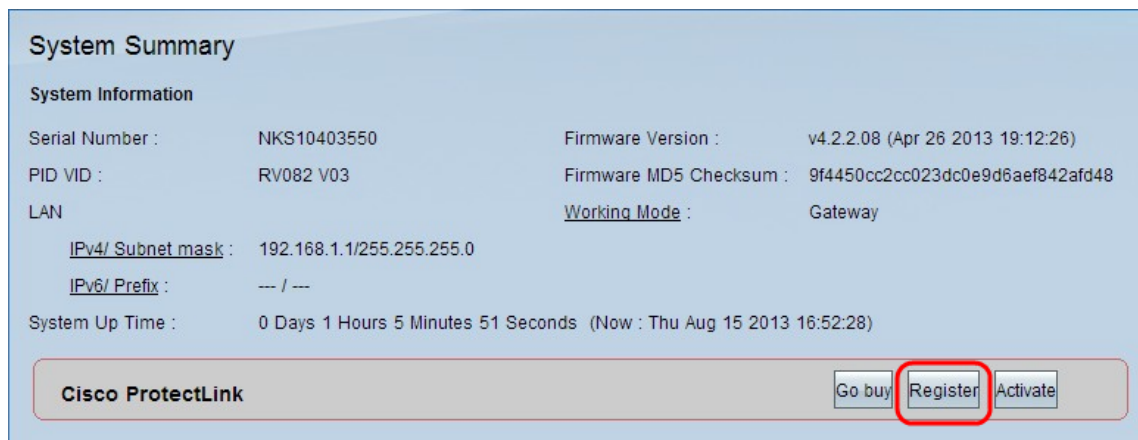 System Summary
System Information
Serial Number : NKS10403550 Firmware Version : v4.2.2.08 (Apr 26 2013 19:12:26)
PID VID : RV082 V03 Firmware MD5 Checksum : 9f4450cc2cc023dc0e9d6aef842afd48
LAN Working Mode : Gateway
IPv4/ Subnet mask : 192.168.1.1/255.255.255.0
IPv6/ Prefix : --- / ---
System Up Time : 0 Days 1 Hours 5 Minutes 51 Seconds (Now : Thu Aug 15 2013 16:52:28)
Cisco ProtectLink Go buy Register Activate